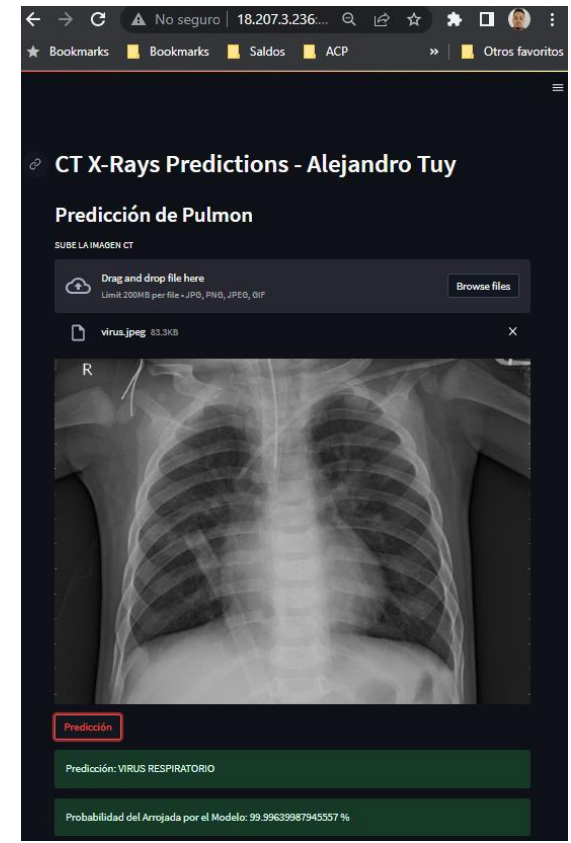 No seguro | 18.207.3.236:...
Bookmarks Bookmarks Saldos ACP » Otros favoritos
CT X-Rays Predictions - Alejandro Tuy
Predicción de Pulmon
SUBE LA IMAGEN CT
Drag and drop file here
Limit 200MB per file • JPG, PNG, JPEG, GIF
Browse files
virus.jpeg 83.3KB
R
Predicción
Predicción: VIRUS RESPIRATORIO
Probabilidad del Arrojada por el Modelo: 99.99639987945557 %